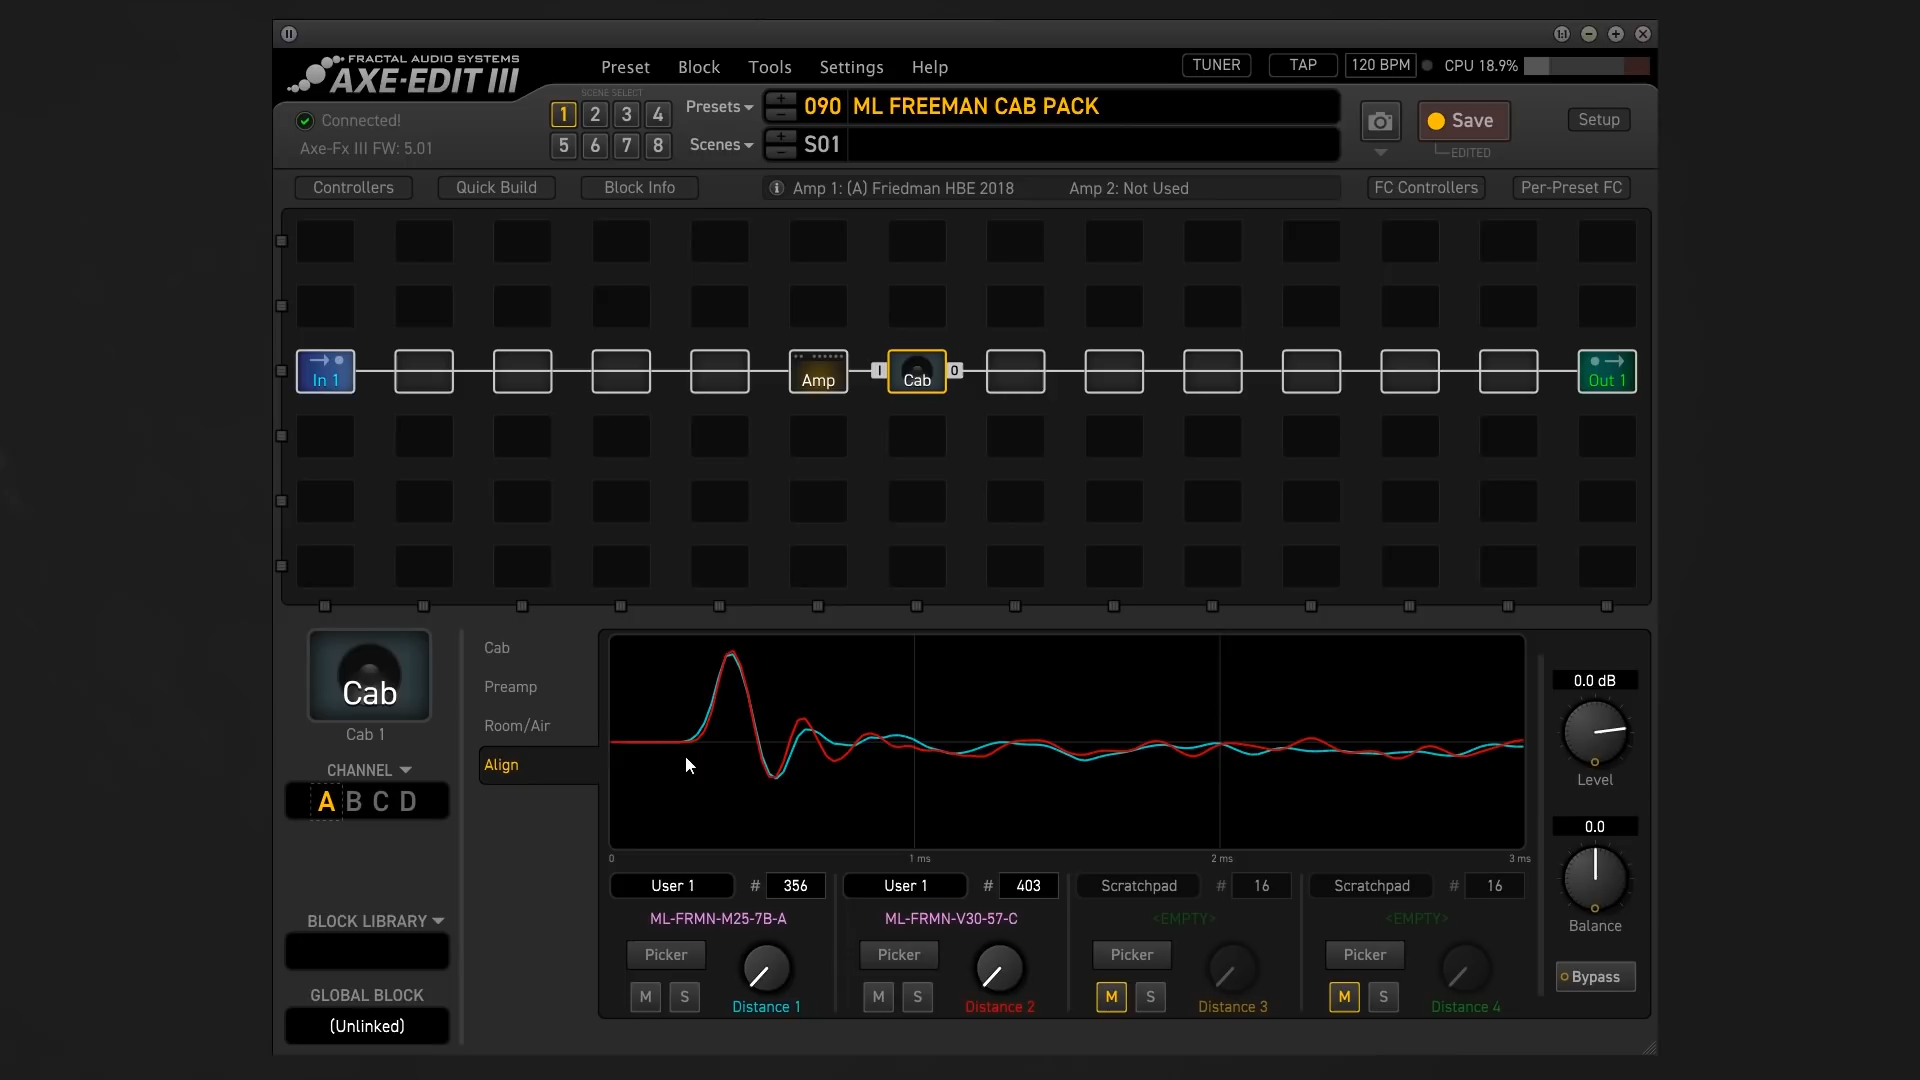 FRACTAL AUDIO SYSTEMS
AXE-EDIT III
Preset Block Tools Settings Help
TUNER TAP 120 BPM CPU 18.9%
Connected!
Axe-Fx III FW: 5.01
SCENE SELECT
1 2 3 4
5 6 7 8
Presets 090 ML FREEMAN CAB PACK
Scenes S01
Save
EDITED
Setup
Controllers Quick Build Block Info
Amp 1: (A) Friedman HBE 2018 Amp 2: Not Used
FC Controllers Per-Preset FC
In 1 Amp I Cab O Out 1
Cab
Cab 1
CHANNEL
A B C D
BLOCK LIBRARY
GLOBAL BLOCK
(Unlinked)
Cab
Preamp
Room/Air
Align
0 1 ms 2 ms 3 ms
User 1 # 356 User 1 # 403 Scratchpad # 16 Scratchpad # 16
ML-FRMN-M25-7B-A ML-FRMN-V30-57-C <EMPTY> <EMPTY>
Picker Picker Picker Picker
M S M S M S M S
Distance 1 Distance 2 Distance 3 Distance 4
0.0 dB
Level
0.0
Balance
Bypass